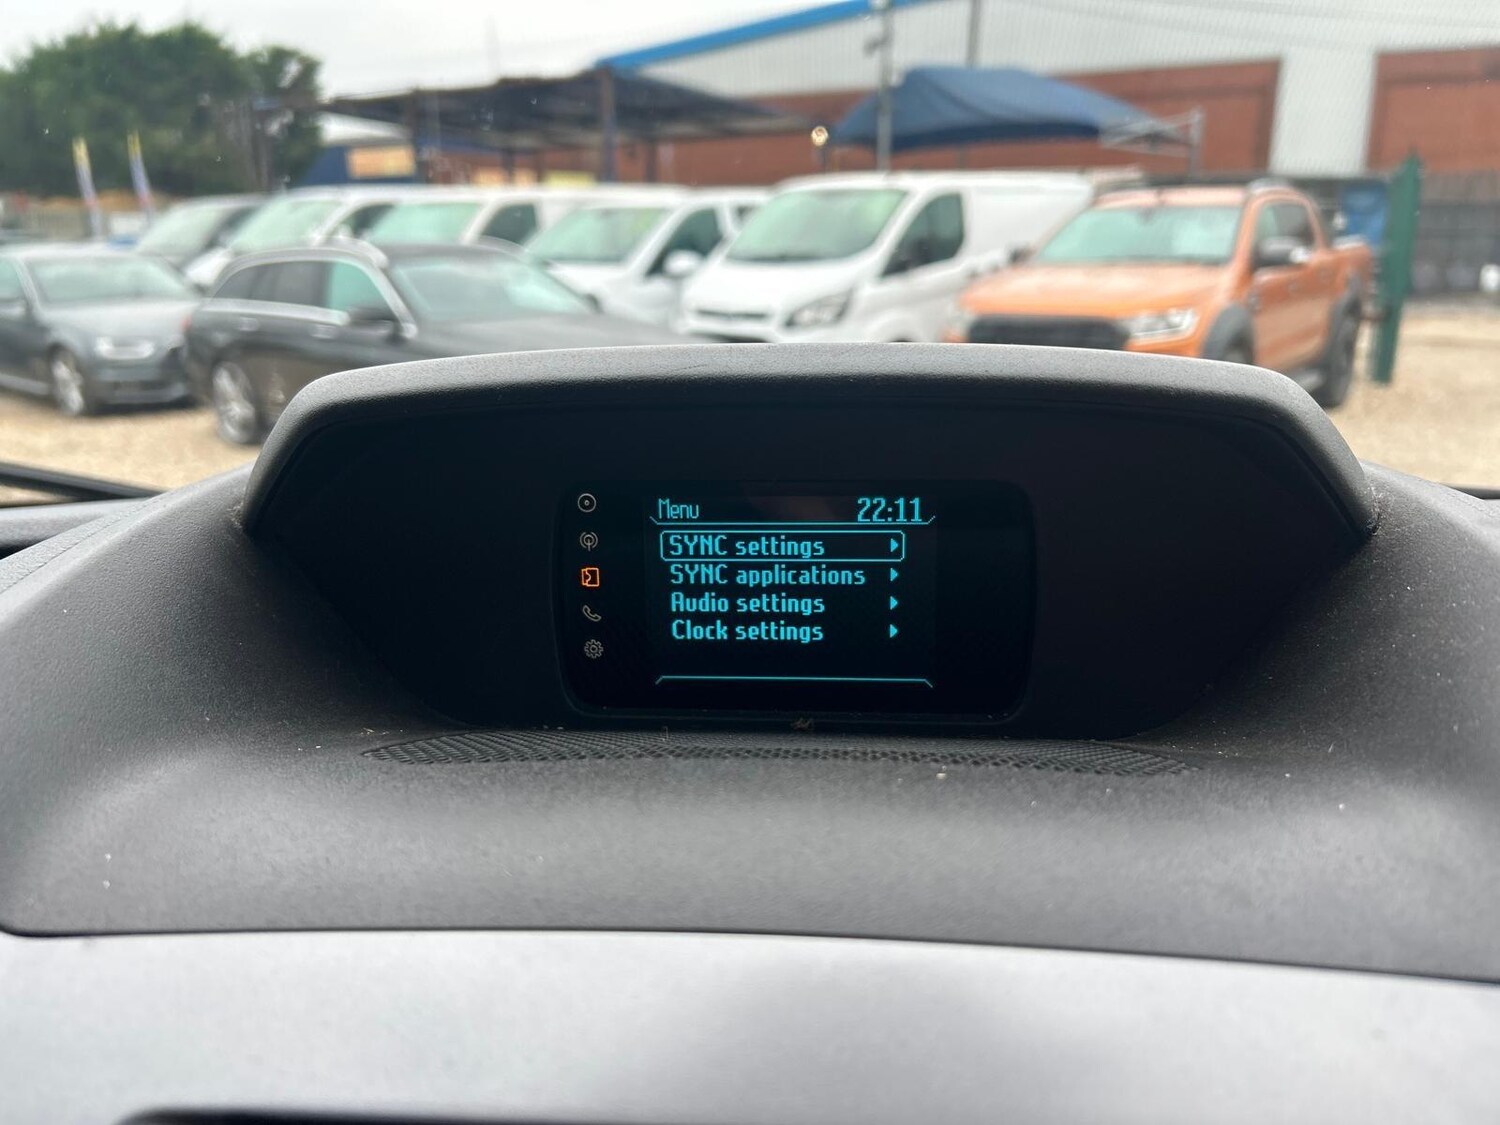 Menu 22:11
SYNC settings
SYNC applications
Audio settings
Clock settings